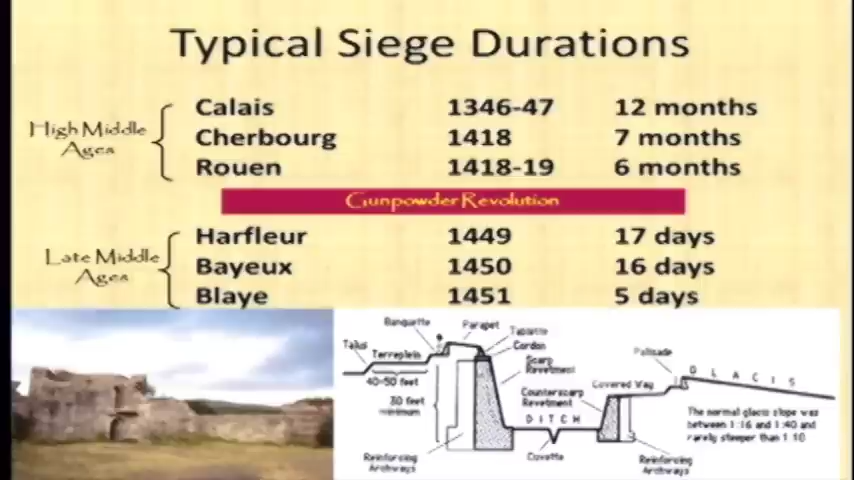 Typical Siege Durations
High Middle Ages
Calais 1346-47 12 months
Cherbourg 1418 7 months
Rouen 1418-19 6 months
Gunpowder Revolution
Late Middle Ages
Harfleur 1449 17 days
Bayeux 1450 16 days
Blaye 1451 5 days
Banquette
Parapet
Talus
Terreplein
Cordon
Scarp
Revetment
40-50 feet
30 feet
minimum
Counterscarp
Revetment
Covered Way
Palisade
GLACIS
DITCH
Cuvette
Reinforcing
Archways
Reinforcing
Archways
The normal glacis slope was
between 1:16 and 1:40 and
rarely steeper than 1:10